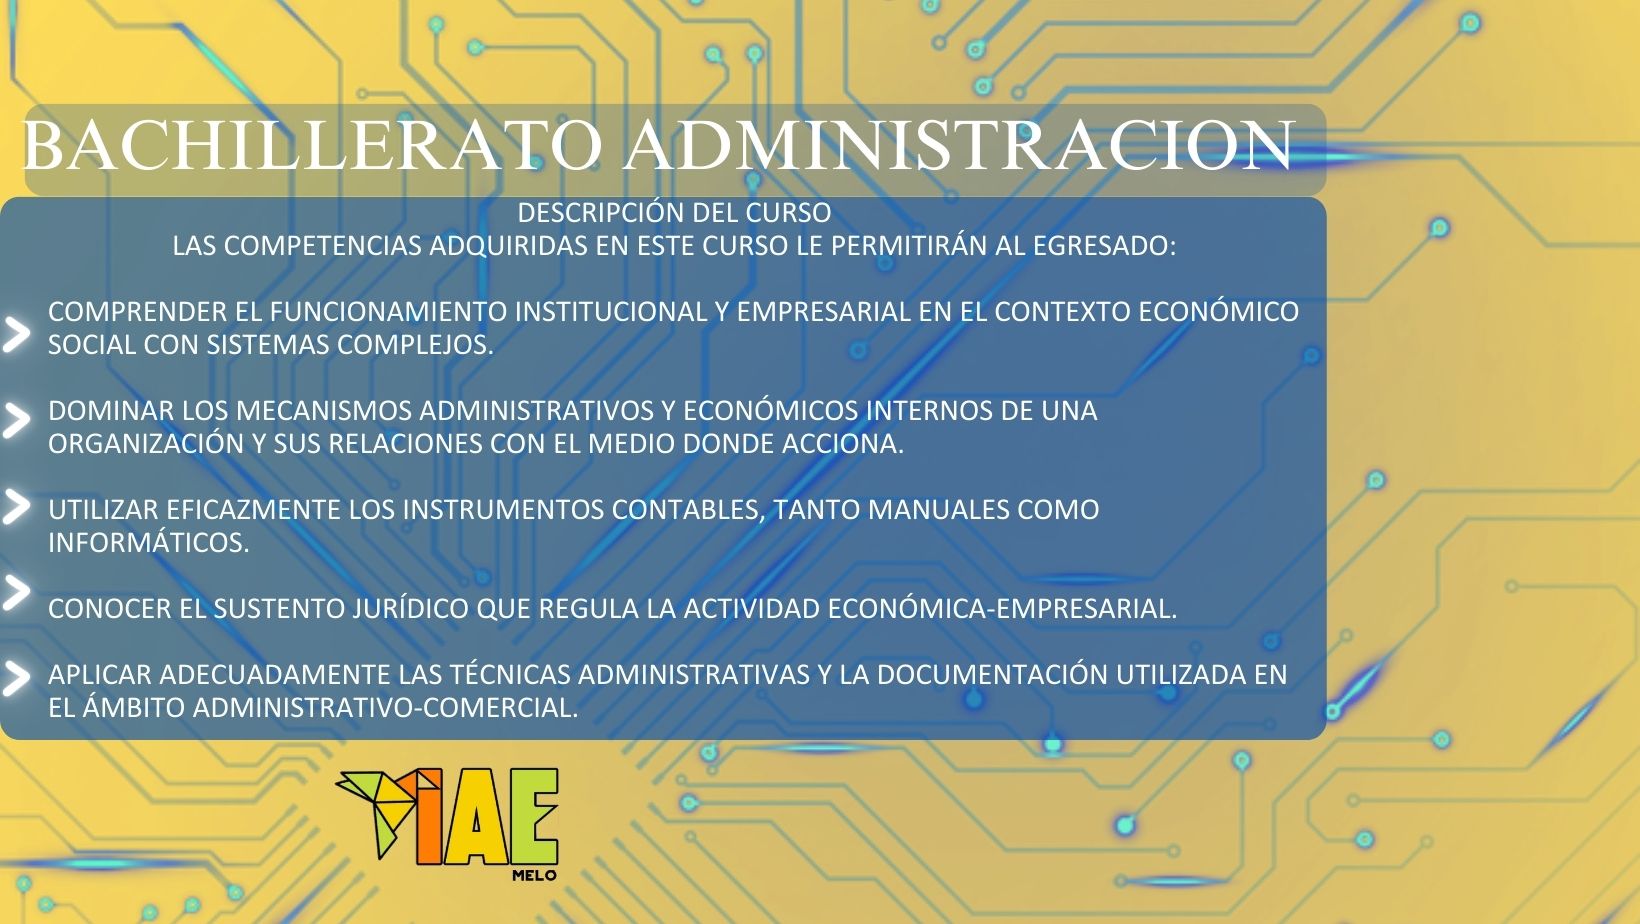 BACHILLERATO ADMINISTRACION
DESCRIPCIÓN DEL CURSO
LAS COMPETENCIAS ADQUIRIDAS EN ESTE CURSO LE PERMITIRÁN AL EGRESADO:
COMPRENDER EL FUNCIONAMIENTO INSTITUCIONAL Y EMPRESARIAL EN EL CONTEXTO ECONÓMICO
SOCIAL CON SISTEMAS COMPLEJOS.
DOMINAR LOS MECANISMOS ADMINISTRATIVOS Y ECONÓMICOS INTERNOS DE UNA
ORGANIZACIÓN Y SUS RELACIONES CON EL MEDIO DONDE ACCIONA.
UTILIZAR EFICAZMENTE LOS INSTRUMENTOS CONTABLES, TANTO MANUALES COMO
INFORMÁTICOS.
CONOCER EL SUSTENTO JURÍDICO QUE REGULA LA ACTIVIDAD ECONÓMICA-EMPRESARIAL.
APLICAR ADECUADAMENTE LAS TÉCNICAS ADMINISTRATIVAS Y LA DOCUMENTACIÓN UTILIZADA EN
EL ÁMBITO ADMINISTRATIVO-COMERCIAL.
IAE
MELO